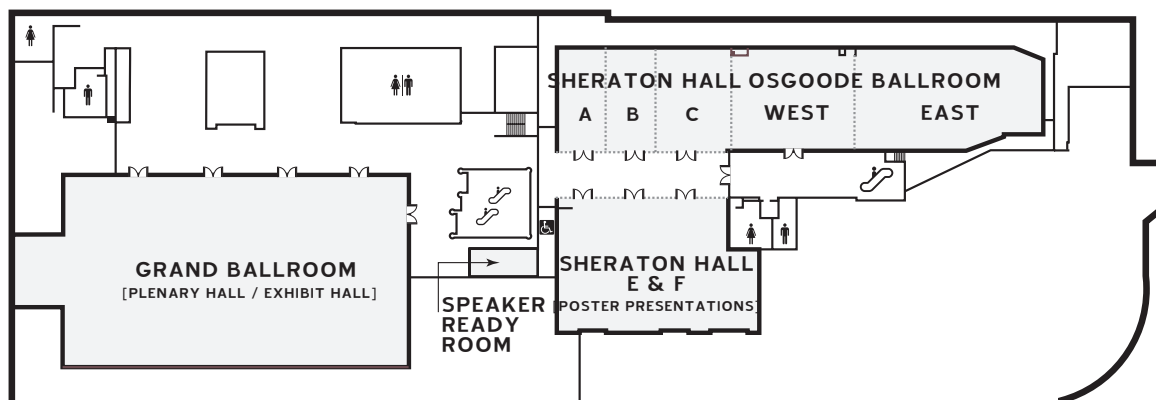 SHERATON HALL OSGOODE BALLROOM
A B C WEST EAST
GRAND BALLROOM
[PLENARY HALL / EXHIBIT HALL]
SHERATON HALL
E & F
[POSTER PRESENTATIONS]
SPEAKER
READY
ROOM